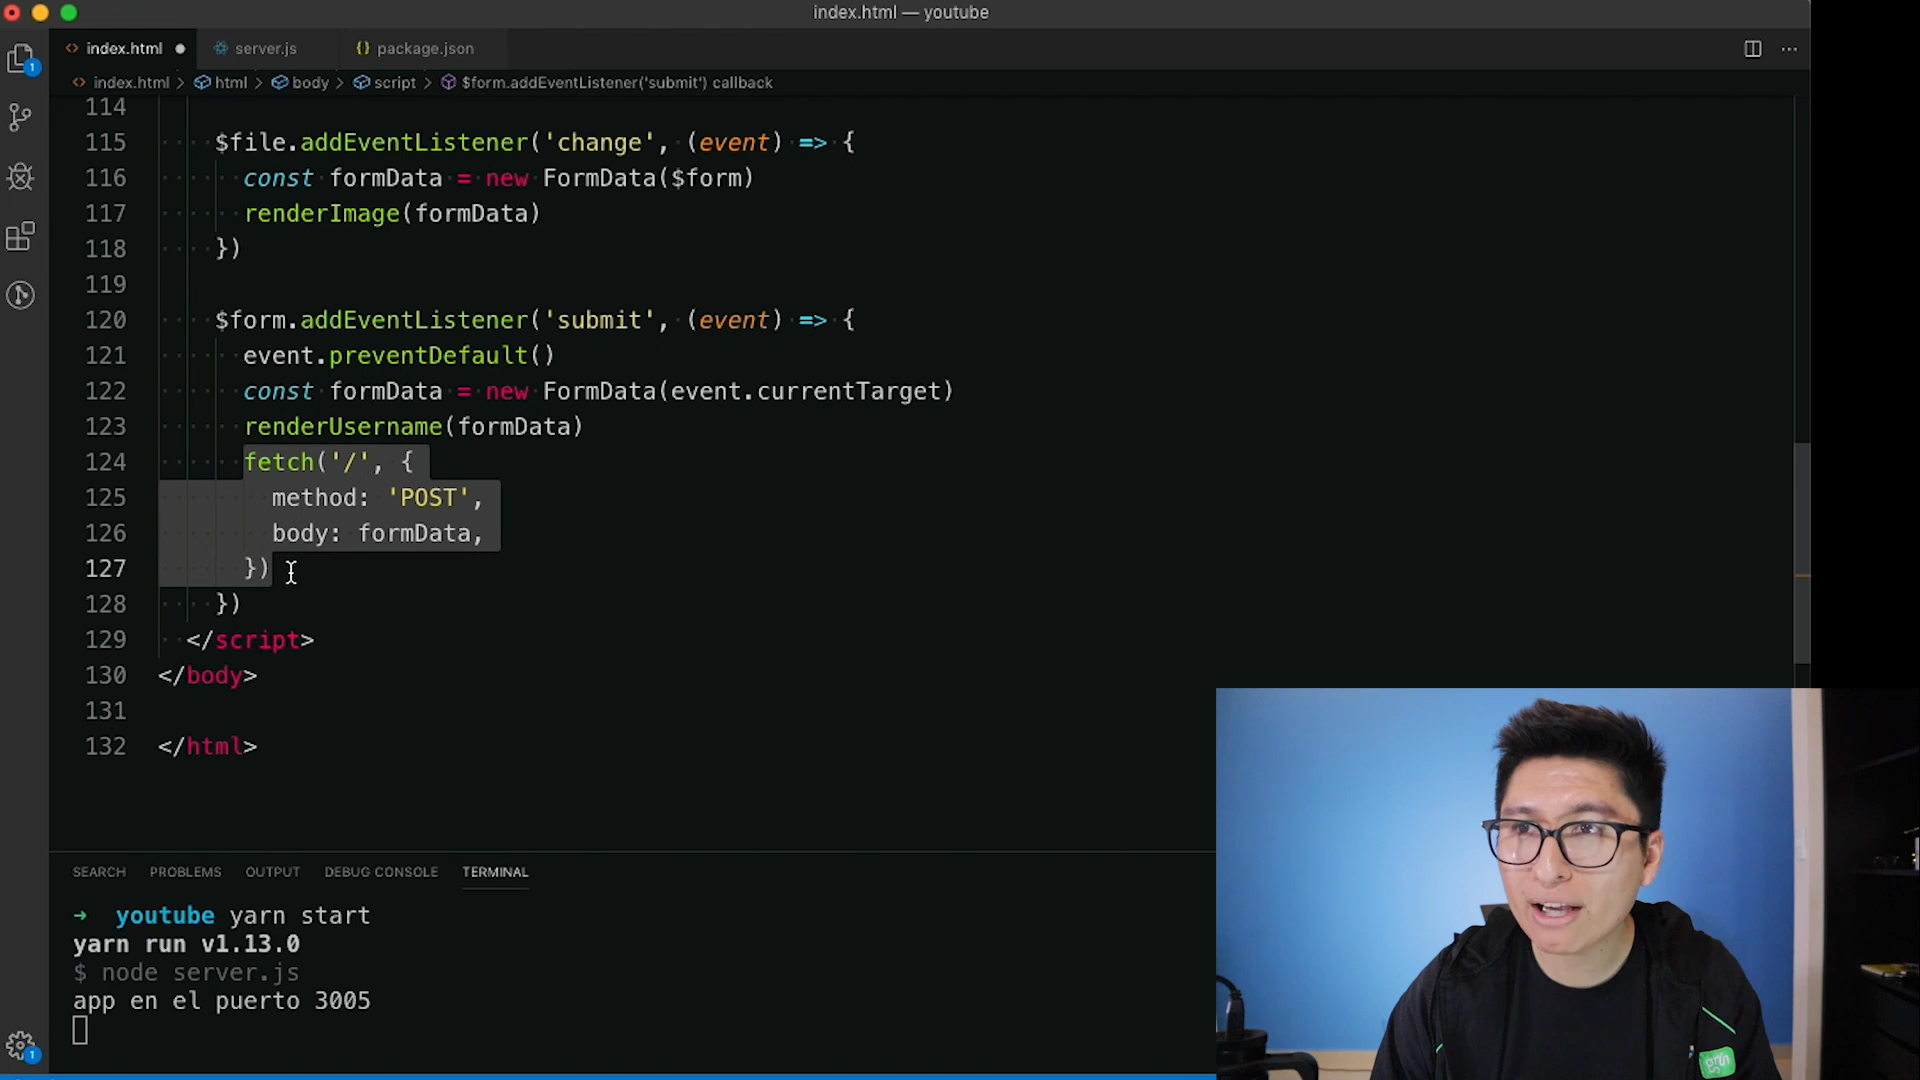 index.html — youtube
index.html ● server.js package.json
index.html > html > body > script > $form.addEventListener('submit') callback
114
115 $file.addEventListener('change', (event) => {
116 const formData = new FormData($form)
117 renderImage(formData)
118 })
119
120 $form.addEventListener('submit', (event) => {
121 event.preventDefault()
122 const formData = new FormData(event.currentTarget)
123 renderUsername(formData)
124 fetch('/', {
125 method: 'POST',
126 body: formData,
127 })
128 })
129 </script>
130 </body>
131
132 </html>
SEARCH PROBLEMS OUTPUT DEBUG CONSOLE TERMINAL
→ youtube yarn start
yarn run v1.13.0
$ node server.js
app en el puerto 3005
1
1